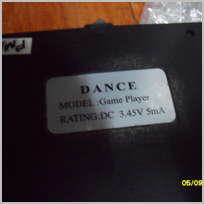 DANCE
MODEL :Game Player
RATING:DC 3.45V 5mA
05/09